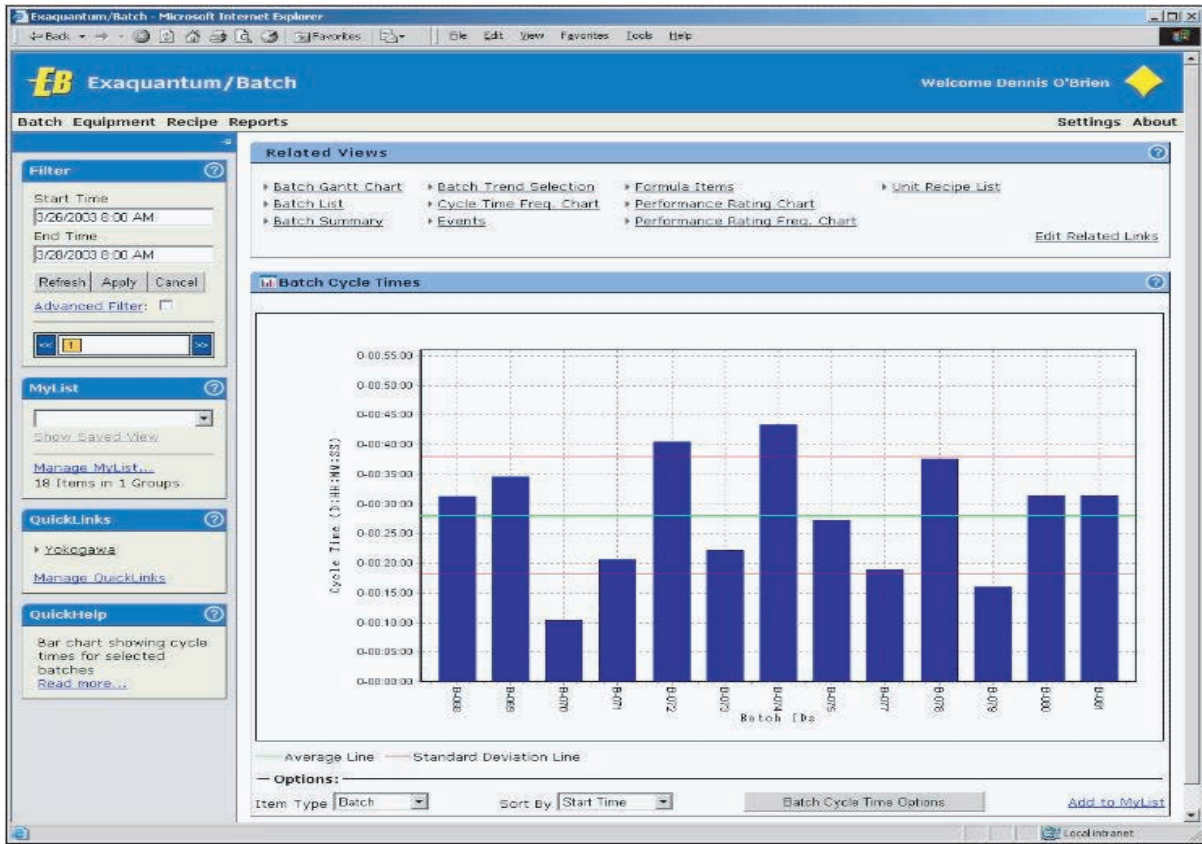 Exaquantum/Batch - Microsoft Internet Explorer
Back Favorites File Edit View Favorites Tools Help
EB Exaquantum/Batch Welcome Dennis O'Brien
Batch Equipment Recipe Reports Settings About
Filter
Start Time
3/26/2003 8:00 AM
End Time
3/28/2003 8:00 AM
Refresh Apply Cancel
Advanced Filter:
<< 1 >>
MyList
Show Saved View
Manage MyList...
18 Items in 1 Groups
QuickLinks
Yokogawa
Manage QuickLinks
QuickHelp
Bar chart showing cycle
times for selected
batches
Read more...
Related Views
Batch Gantt Chart Batch Trend Selection Formula Items Unit Recipe List
Batch List Cycle Time Freq. Chart Performance Rating Chart
Batch Summary Events Performance Rating Freq. Chart
Edit Related Links
Batch Cycle Times
Cycle Time (D:HH:MM:SS)
0-00:55:00
0-00:50:00
0-00:45:00
0-00:40:00
0-00:35:00
0-00:30:00
0-00:25:00
0-00:20:00
0-00:15:00
0-00:10:00
0-00:05:00
0-00:00:00
B-068 B-069 B-070 B-071 B-072 B-073 B-074 B-075 B-077 B-078 B-079 B-080 B-081
Batch IDs
Average Line Standard Deviation Line
Options:
Item Type Batch Sort By Start Time Batch Cycle Time Options Add to MyList
Local intranet